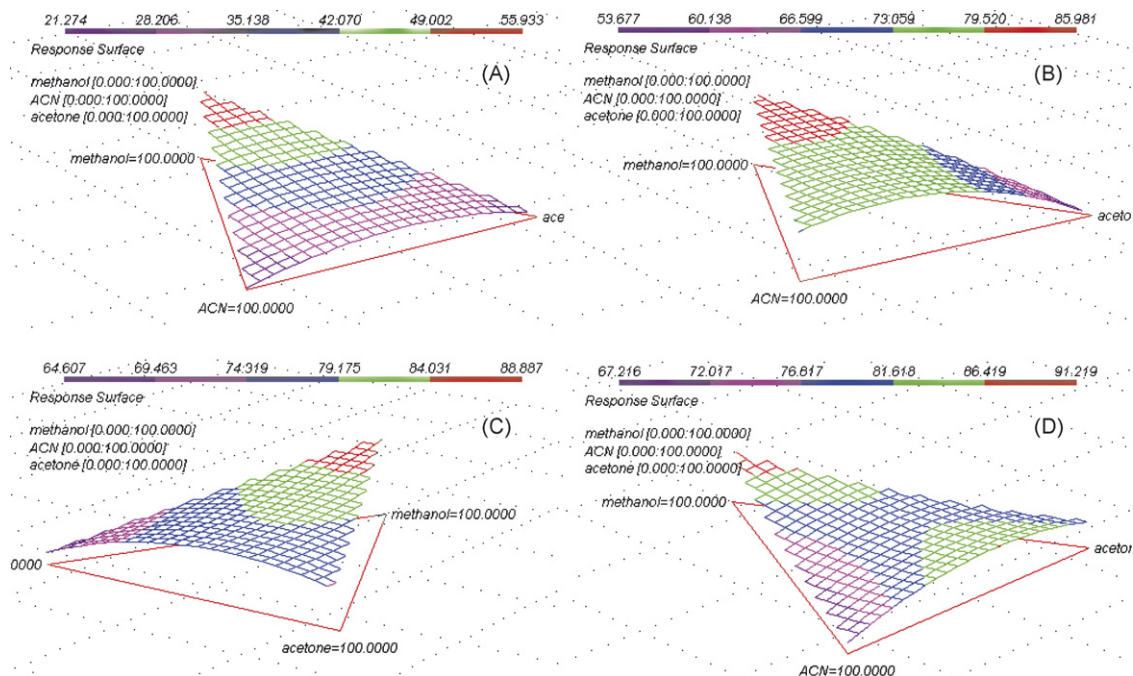 21.274 28.206 35.138 42.070 49.002 55.933
Response Surface
(A)
methanol [0.000:100.0000]
ACN [0.000:100.0000]
acetone [0.000:100.0000]
methanol=100.0000
ace
ACN=100.0000
53.677 60.138 66.599 73.059 79.520 85.981
Response Surface
(B)
methanol [0.000:100.0000]
ACN [0.000:100.0000]
acetone [0.000:100.0000]
methanol=100.0000
aceto
ACN=100.0000
64.607 69.463 74.319 79.175 84.031 88.887
Response Surface
(C)
methanol [0.000:100.0000]
ACN [0.000:100.0000]
acetone [0.000:100.0000]
methanol=100.0000
0000
acetone=100.0000
67.216 72.017 76.817 81.618 86.419 91.219
Response Surface
(D)
methanol [0.000:100.0000]
ACN [0.000:100.0000]
acetone [0.000:100.0000]
methanol=100.0000
aceton
ACN=100.0000